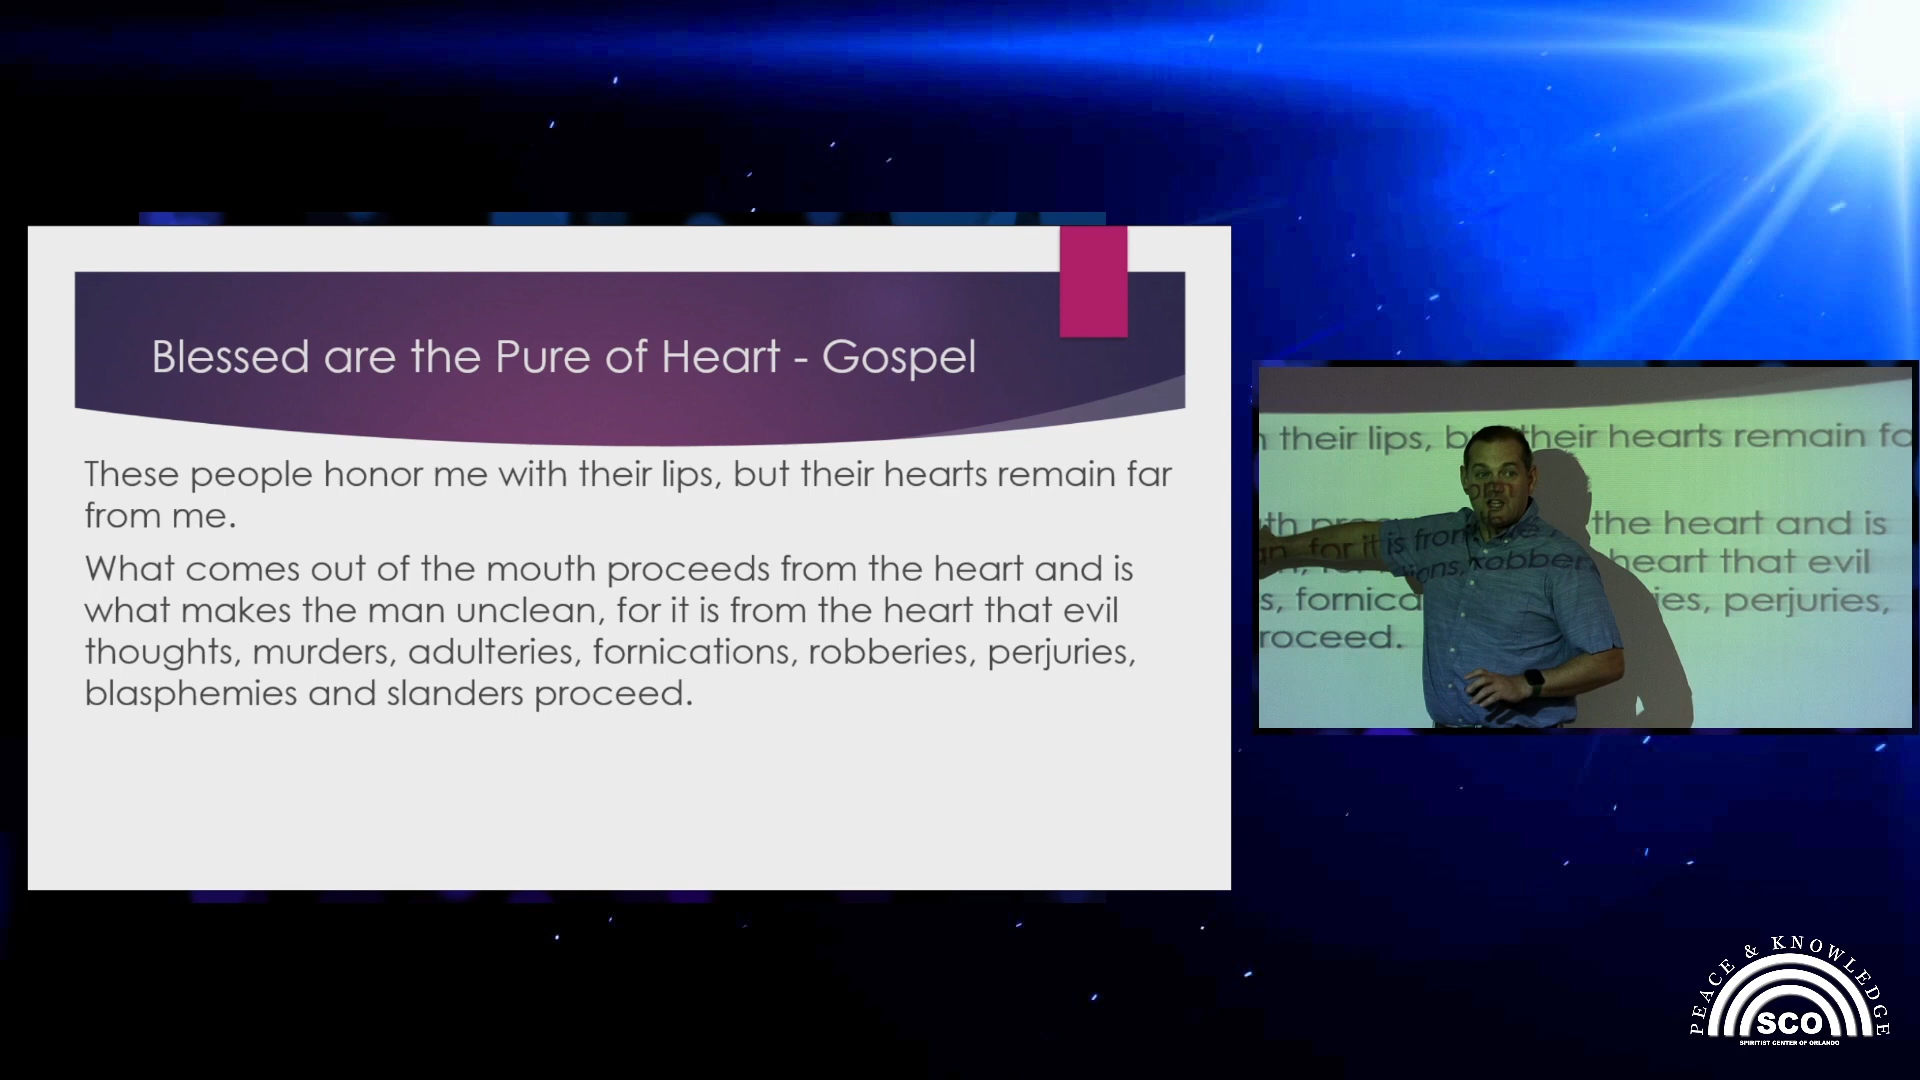 Blessed are the Pure of Heart - Gospel
These people honor me with their lips, but their hearts remain far
from me.
What comes out of the mouth proceeds from the heart and is
what makes the man unclean, for it is from the heart that evil
thoughts, murders, adulteries, fornications, robberies, perjuries,
blasphemies and slanders proceed.
their lips, their hearts remain
the heart and is
for it is from heart that evil
perjuries,
PEACE & KNOWLEDGE
SCO
SPIRITIST CENTER OF ORLANDO